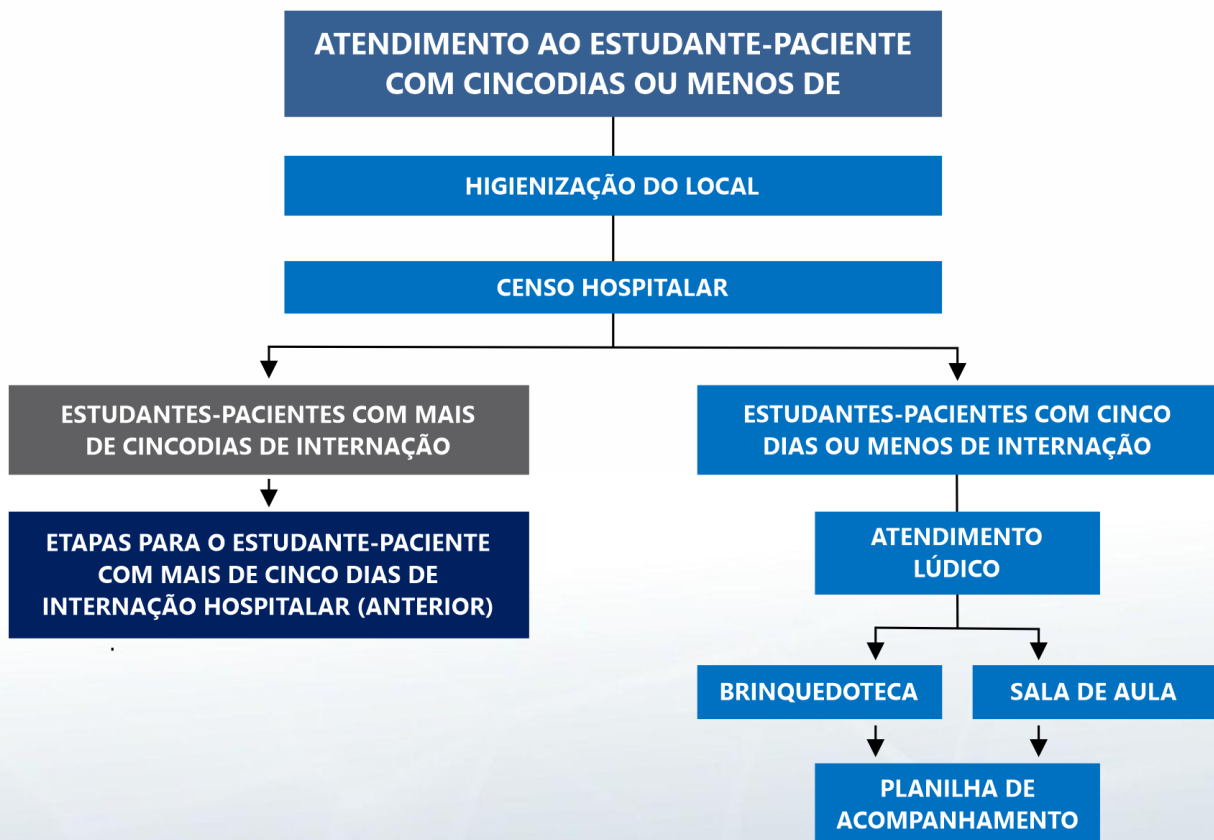 ATENDIMENTO AO ESTUDANTE-PACIENTE
COM CINCODIAS OU MENOS DE
HIGIENIZAÇÃO DO LOCAL
CENSO HOSPITALAR
ESTUDANTES-PACIENTES COM MAIS
DE CINCODIAS DE INTERNAÇÃO
ESTUDANTES-PACIENTES COM CINCO
DIAS OU MENOS DE INTERNAÇÃO
ETAPAS PARA O ESTUDANTE-PACIENTE
COM MAIS DE CINCO DIAS DE
INTERNAÇÃO HOSPITALAR (ANTERIOR)
.
ATENDIMENTO
LÚDICO
BRINQUEDOTECA
SALA DE AULA
PLANILHA DE
ACOMPANHAMENTO